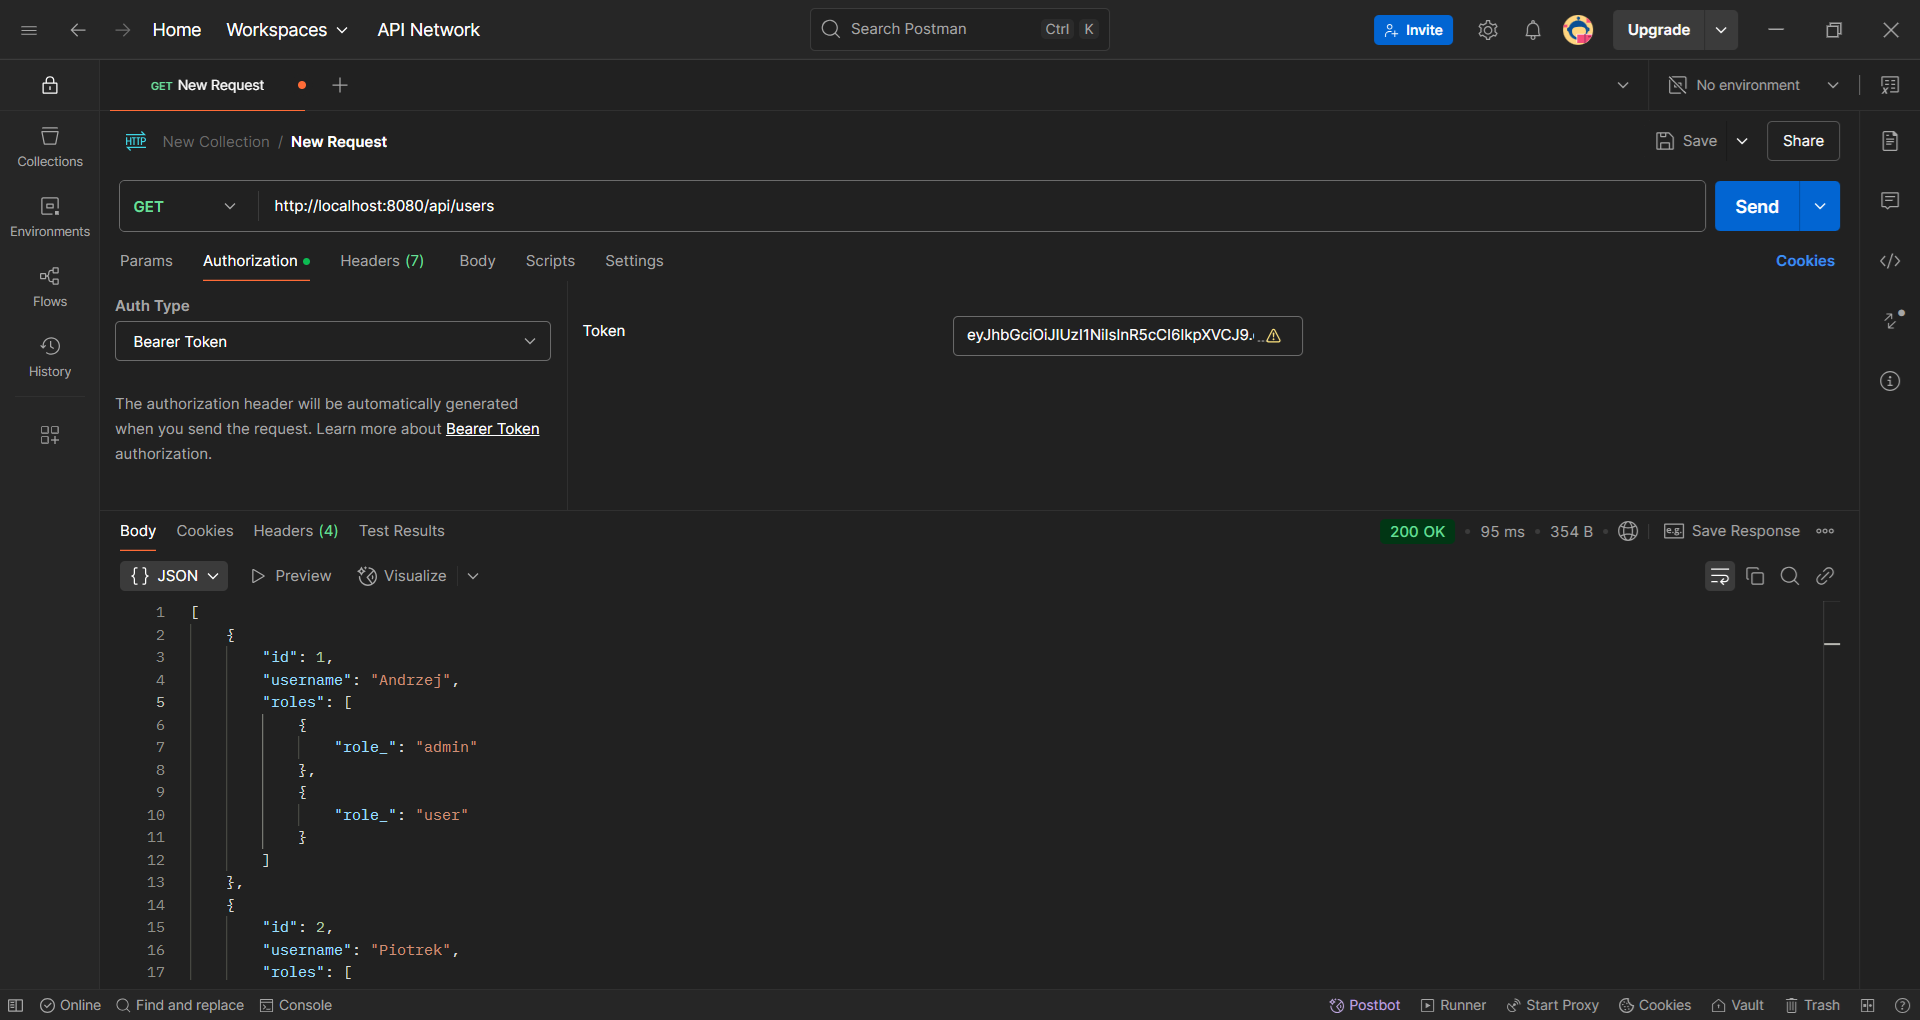 Home Workspaces API Network Search Postman Ctrl K Invite Upgrade
GET New Request No environment
HTTP New Collection / New Request Save Share
Collections
Environments
Flows
History
GET http://localhost:8080/api/users Send
Params Authorization Headers (7) Body Scripts Settings Cookies
Auth Type
Bearer Token
Token
The authorization header will be automatically generated
when you send the request. Learn more about Bearer Token
authorization.
Body Cookies Headers (4) Test Results 200 OK 95 ms 354 B e.g. Save Response
{} JSON Preview Visualize
1 [
2 {
3 "id": 1,
4 "username": "Andrzej",
5 "roles": [
6 {
7 "role_": "admin"
8 },
9 {
10 "role_": "user"
11 }
12 ]
13 },
14 {
15 "id": 2,
16 "username": "Piotrek",
17 "roles": [
Online Find and replace Console Postbot Runner Start Proxy Cookies Vault Trash